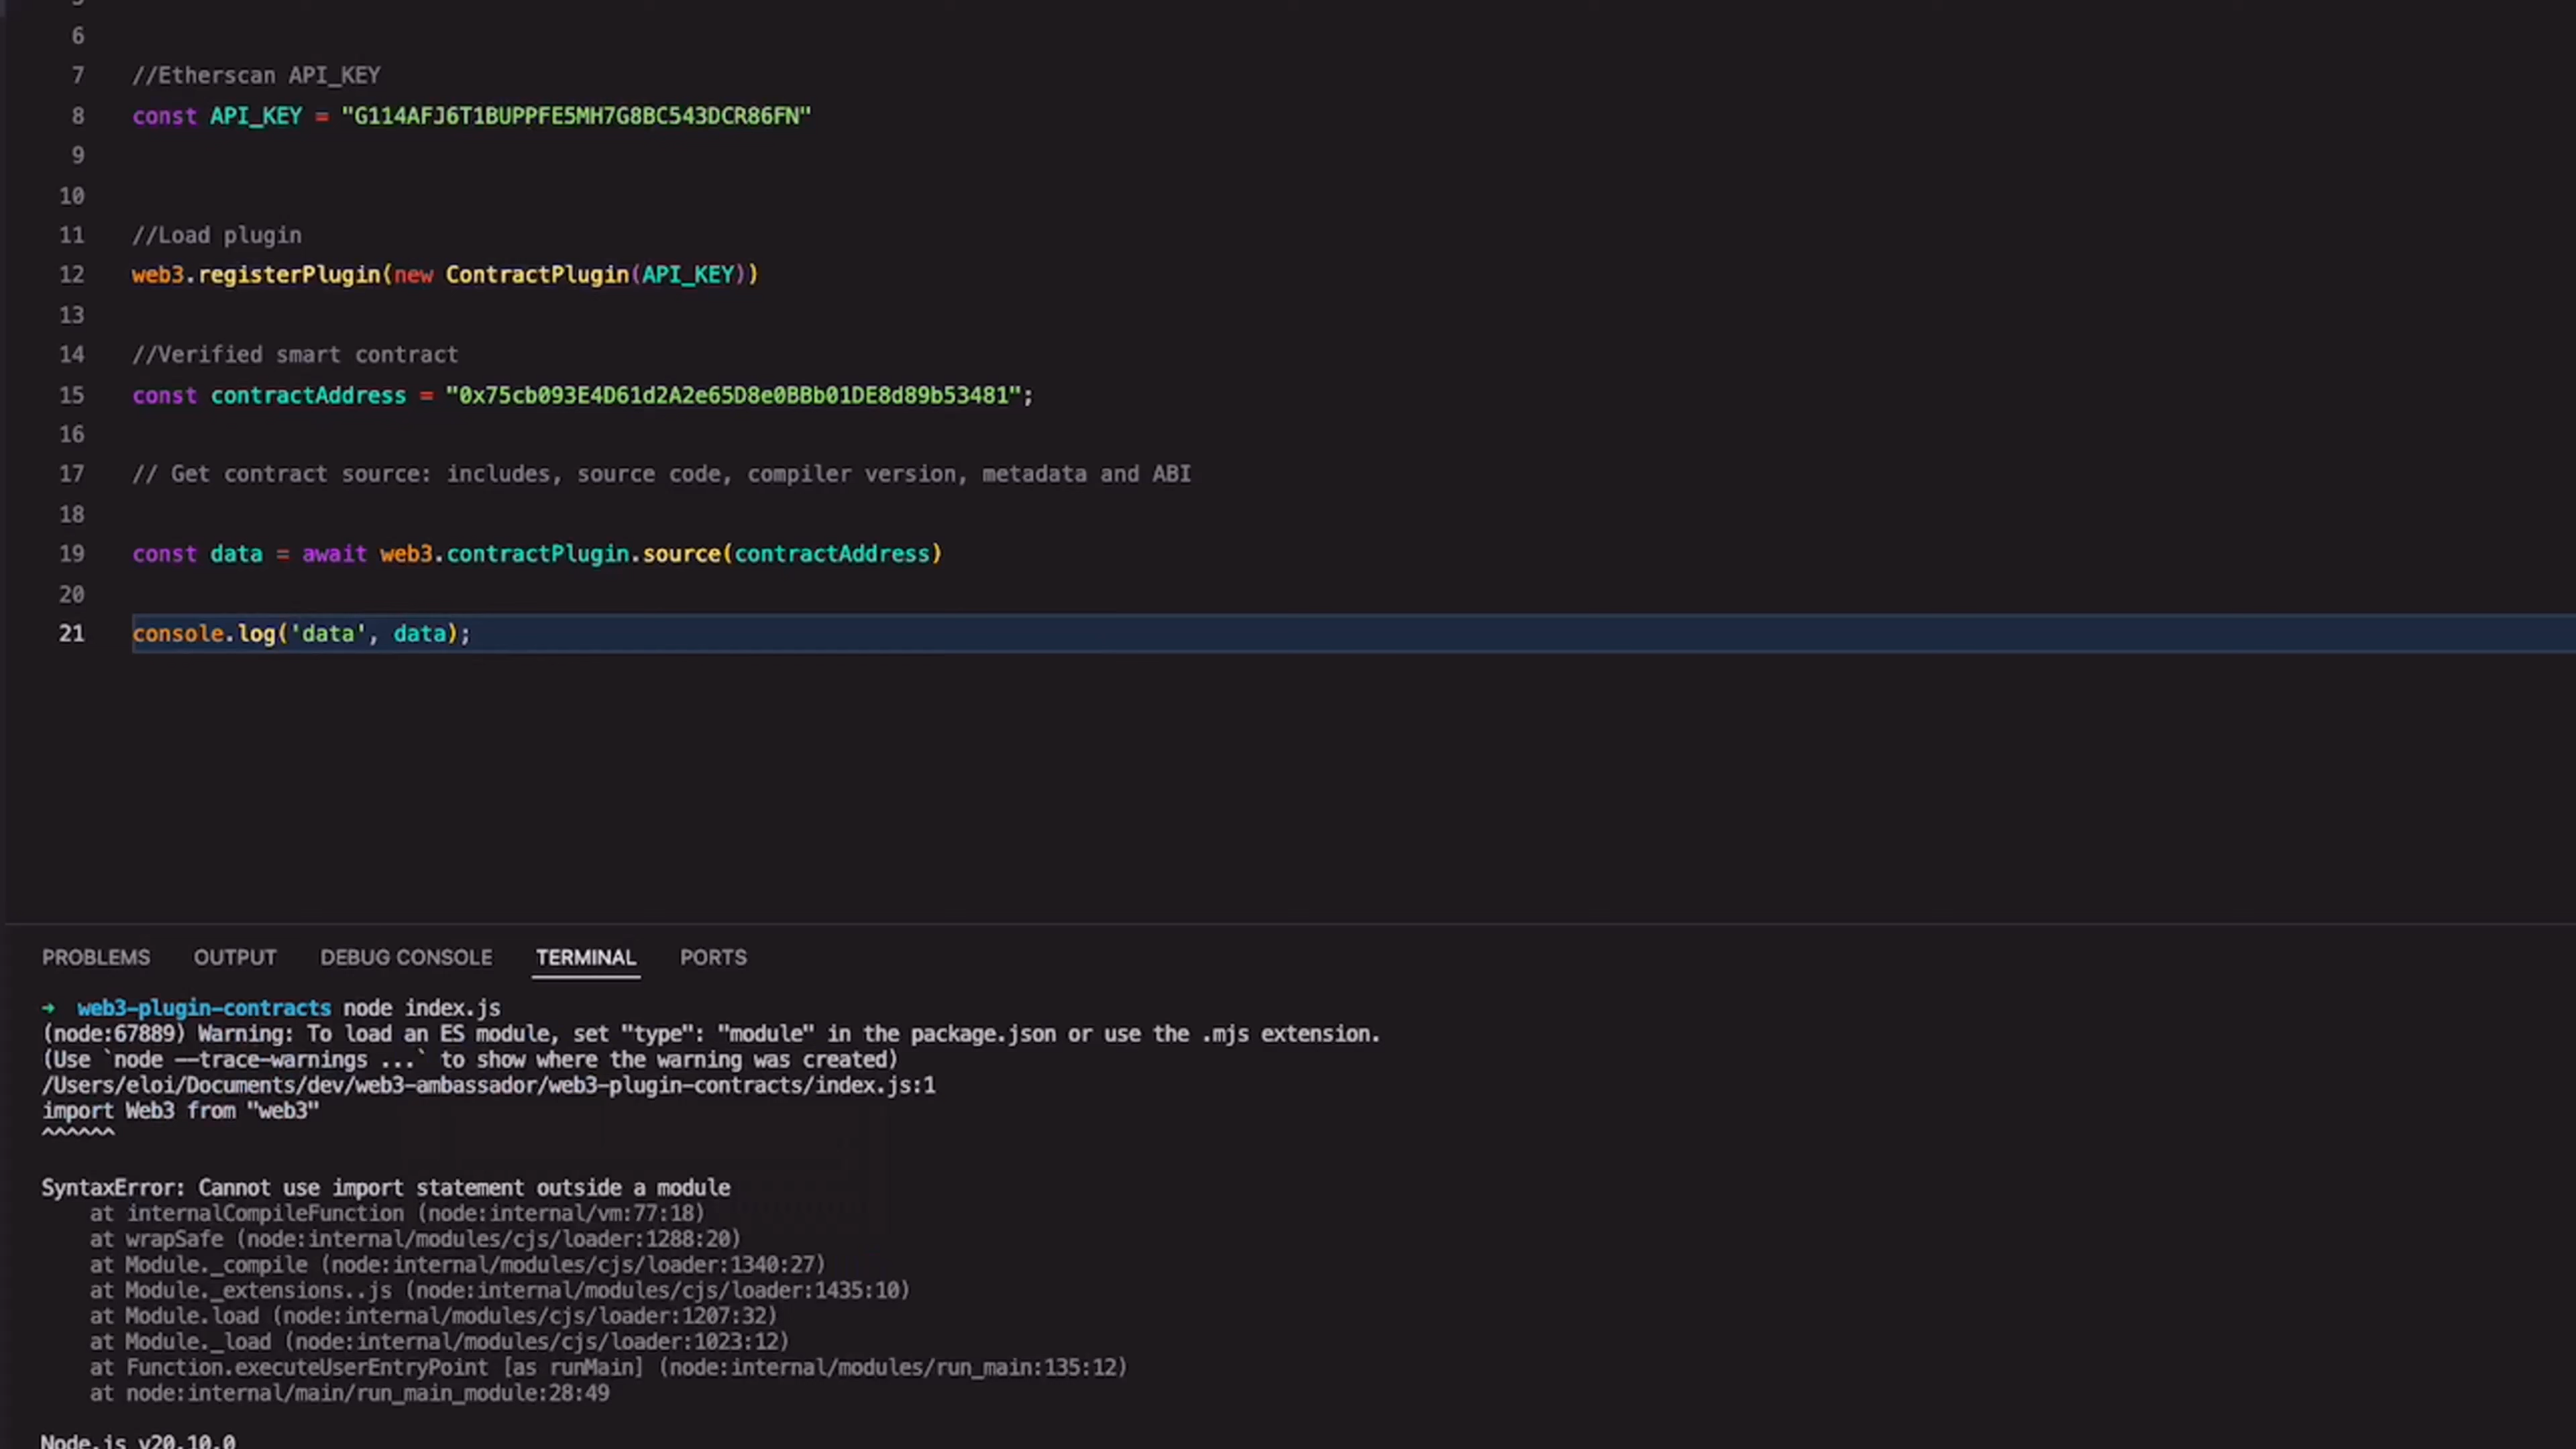 6
7 //Etherscan API_KEY
8 const API_KEY = "G114AFJ6T1BUPPFE5MH7G8BC543DCR86FN"
9
10
11 //Load plugin
12 web3.registerPlugin(new ContractPlugin(API_KEY))
13
14 //Verified smart contract
15 const contractAddress = "0x75cb093E4D61d2A2e65D8e0BBb01DE8d89b53481";
16
17 // Get contract source: includes, source code, compiler version, metadata and ABI
18
19 const data = await web3.contractPlugin.source(contractAddress)
20
21 console.log('data', data);
PROBLEMS OUTPUT DEBUG CONSOLE TERMINAL PORTS
→ web3-plugin-contracts node index.js
(node:67889) Warning: To load an ES module, set "type": "module" in the package.json or use the .mjs extension.
(Use `node --trace-warnings ...` to show where the warning was created)
/Users/eloi/Documents/dev/web3-ambassador/web3-plugin-contracts/index.js:1
import Web3 from "web3"
^^^^^^
SyntaxError: Cannot use import statement outside a module
at internalCompileFunction (node:internal/vm:77:18)
at wrapSafe (node:internal/modules/cjs/loader:1288:20)
at Module._compile (node:internal/modules/cjs/loader:1340:27)
at Module._extensions..js (node:internal/modules/cjs/loader:1435:10)
at Module.load (node:internal/modules/cjs/loader:1207:32)
at Module._load (node:internal/modules/cjs/loader:1023:12)
at Function.executeUserEntryPoint [as runMain] (node:internal/modules/run_main:135:12)
at node:internal/main/run_main_module:28:49
Node.js v20.10.0